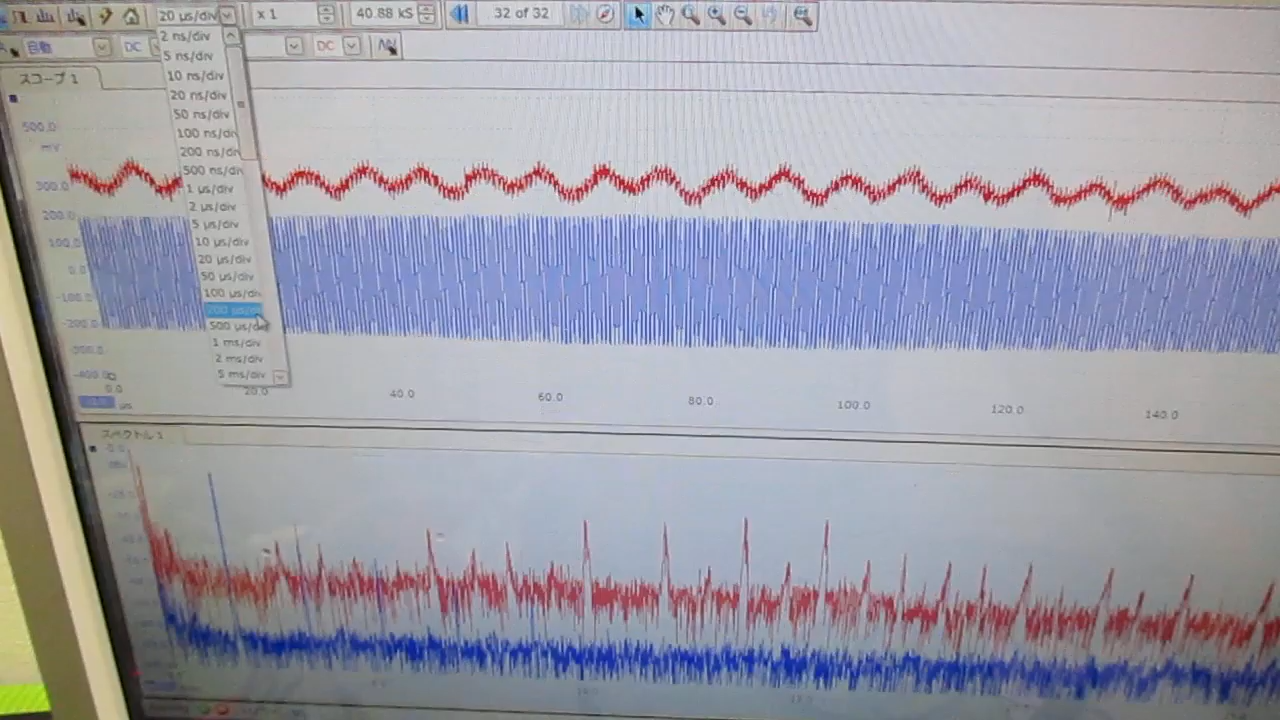 20 µs/div x 1 40.88 kS 32 of 32
自動 DC DC
2 ns/div
5 ns/div
10 ns/div
20 ns/div
50 ns/div
100 ns/div
200 ns/div
500 ns/div
1 µs/div
2 µs/div
5 µs/div
10 µs/div
20 µs/div
50 µs/div
100 µs/div
200 µs/div
500 µs/div
1 ms/div
2 ms/div
5 ms/div
スコープ 1
500.0
mV
300.0
200.0
100.0
0.0
-100.0
-200.0
-300.0
-400.0
0.0 20.0 40.0 60.0 80.0 100.0 120.0 140.0
µs
スペクトル 1